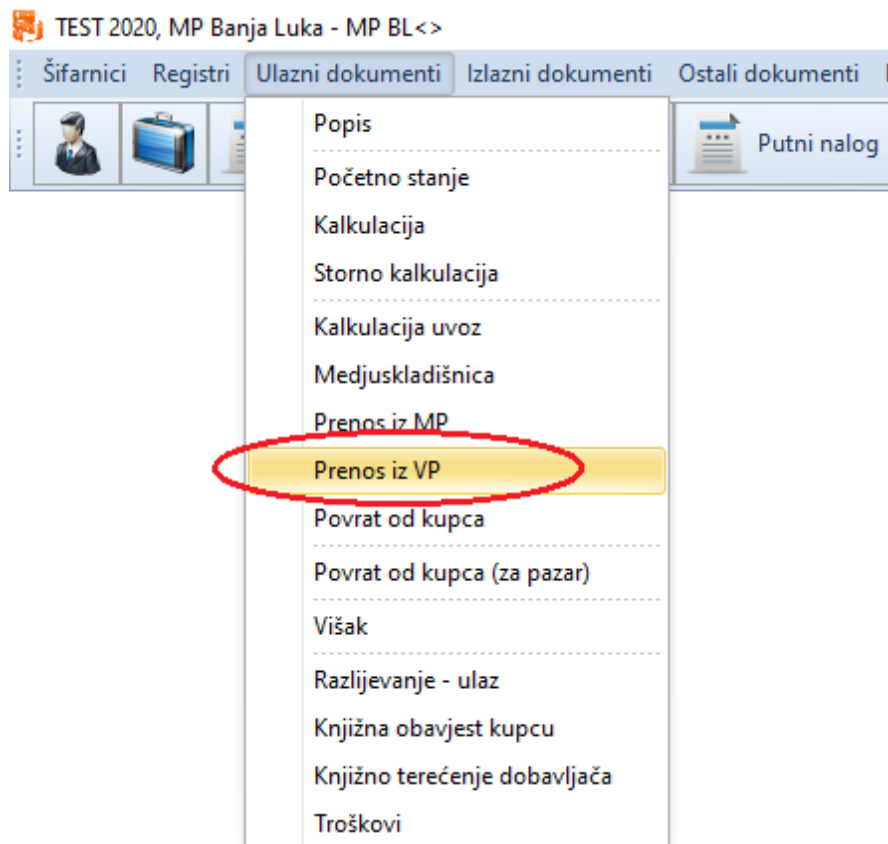 TEST 2020, MP Banja Luka - MP BL<>
Šifarnici Registri Ulazni dokumenti Izlazni dokumenti Ostali dokumenti
Putni nalog
Popis
Početno stanje
Kalkulacija
Storno kalkulacija
Kalkulacija uvoz
Medjuskladišnica
Prenos iz MP
Prenos iz VP
Povrat od kupca
Povrat od kupca (za pazar)
Višak
Razlijevanje - ulaz
Knjižna obavjest kupcu
Knjižno terećenje dobavljača
Troškovi